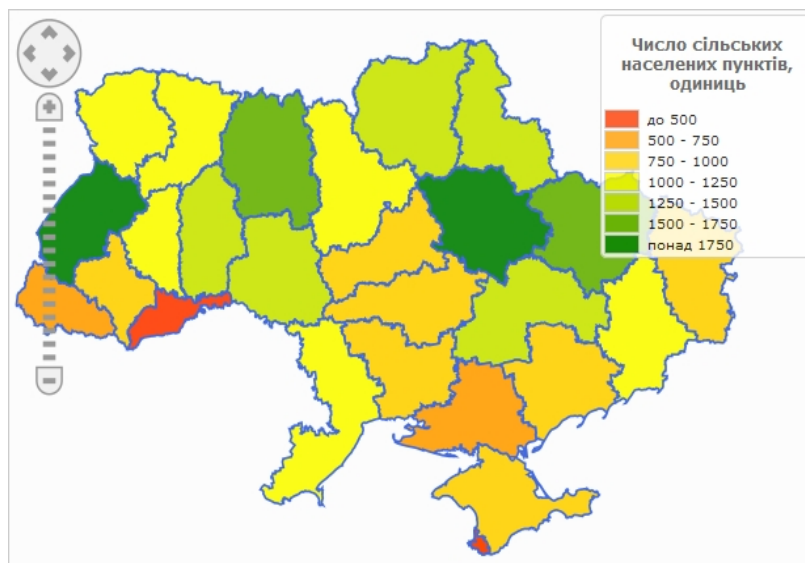 Число сільських
населених пунктів,
одиниць
до 500
500 - 750
750 - 1000
1000 - 1250
1250 - 1500
1500 - 1750
понад 1750